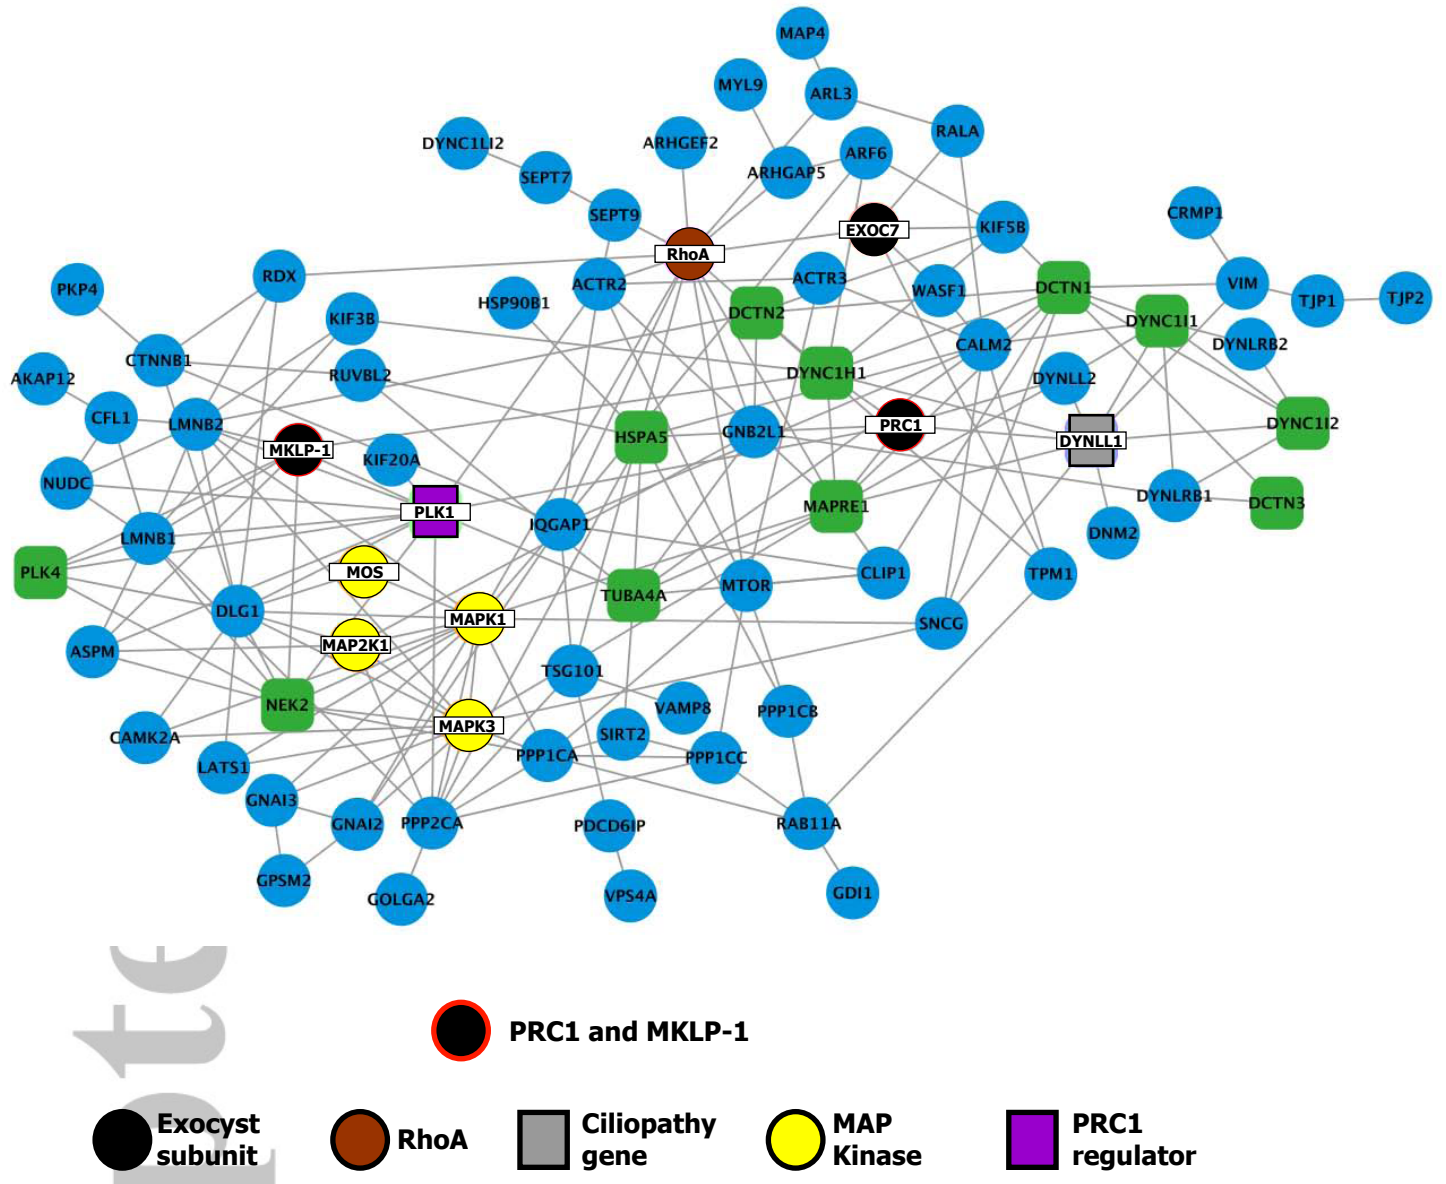 MAP4
MYL9
ARL3
RALA
DYNC1LI2
ARHGEF2
ARF6
ARHGAP5
SEPT7
SEPT9
CRMP1
EXOC7
KIF5B
RhoA
RDX
ACTR2
ACTR3
WASF1
DCTN1
VIM
TJP1
TJP2
PKP4
HSP90B1
DCTN2
DYNC1I1
KIF3B
CALM2
DYNLRB2
CTNNB1
RUVBL2
DYNC1H1
DYNLL2
AKAP12
CFL1
LMNB2
HSPA5
GNB2L1
PRC1
DYNLL1
DYNC1I2
MKLP-1
KIF20A
NUDC
DYNLRB1
DCTN3
PLK1
MAPRE1
IQGAP1
DNM2
LMNB1
PLK4
MOS
CLIP1
TPM1
MTOR
TUBA4A
DLG1
MAPK1
SNCG
MAP2K1
ASPM
TSG101
NEK2
VAMP8
PPP1CB
MAPK3
CAMK2A
SIRT2
PPP1CA
PPP1CC
LATS1
GNAI3
GNAI2
PPP2CA
PDCD6IP
RAB11A
GPSM2
GOLGA2
VPS4A
GDI1
pte
PRC1 and MKLP-1
Exocyst
subunit
RhoA
Ciliopathy
gene
MAP
Kinase
PRC1
regulator